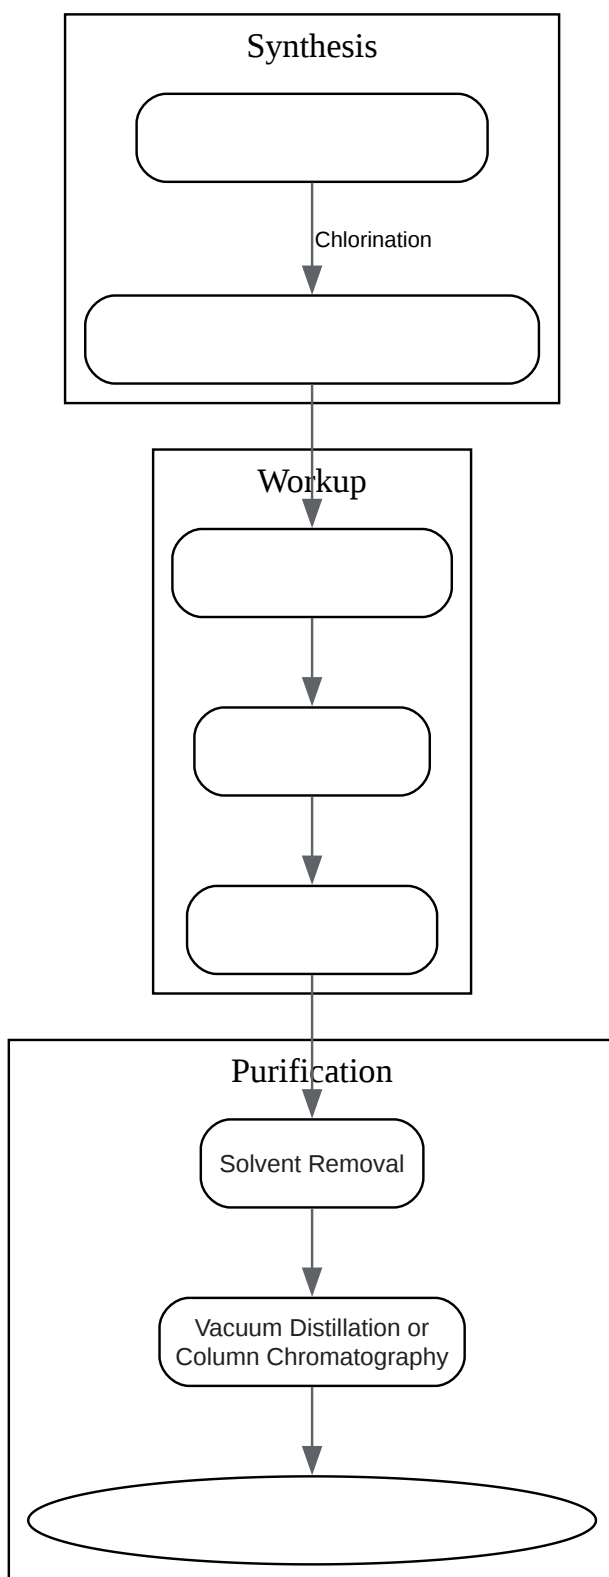 Synthesis
Chlorination
Workup
Purification
Solvent Removal
Vacuum Distillation or
Column Chromatography